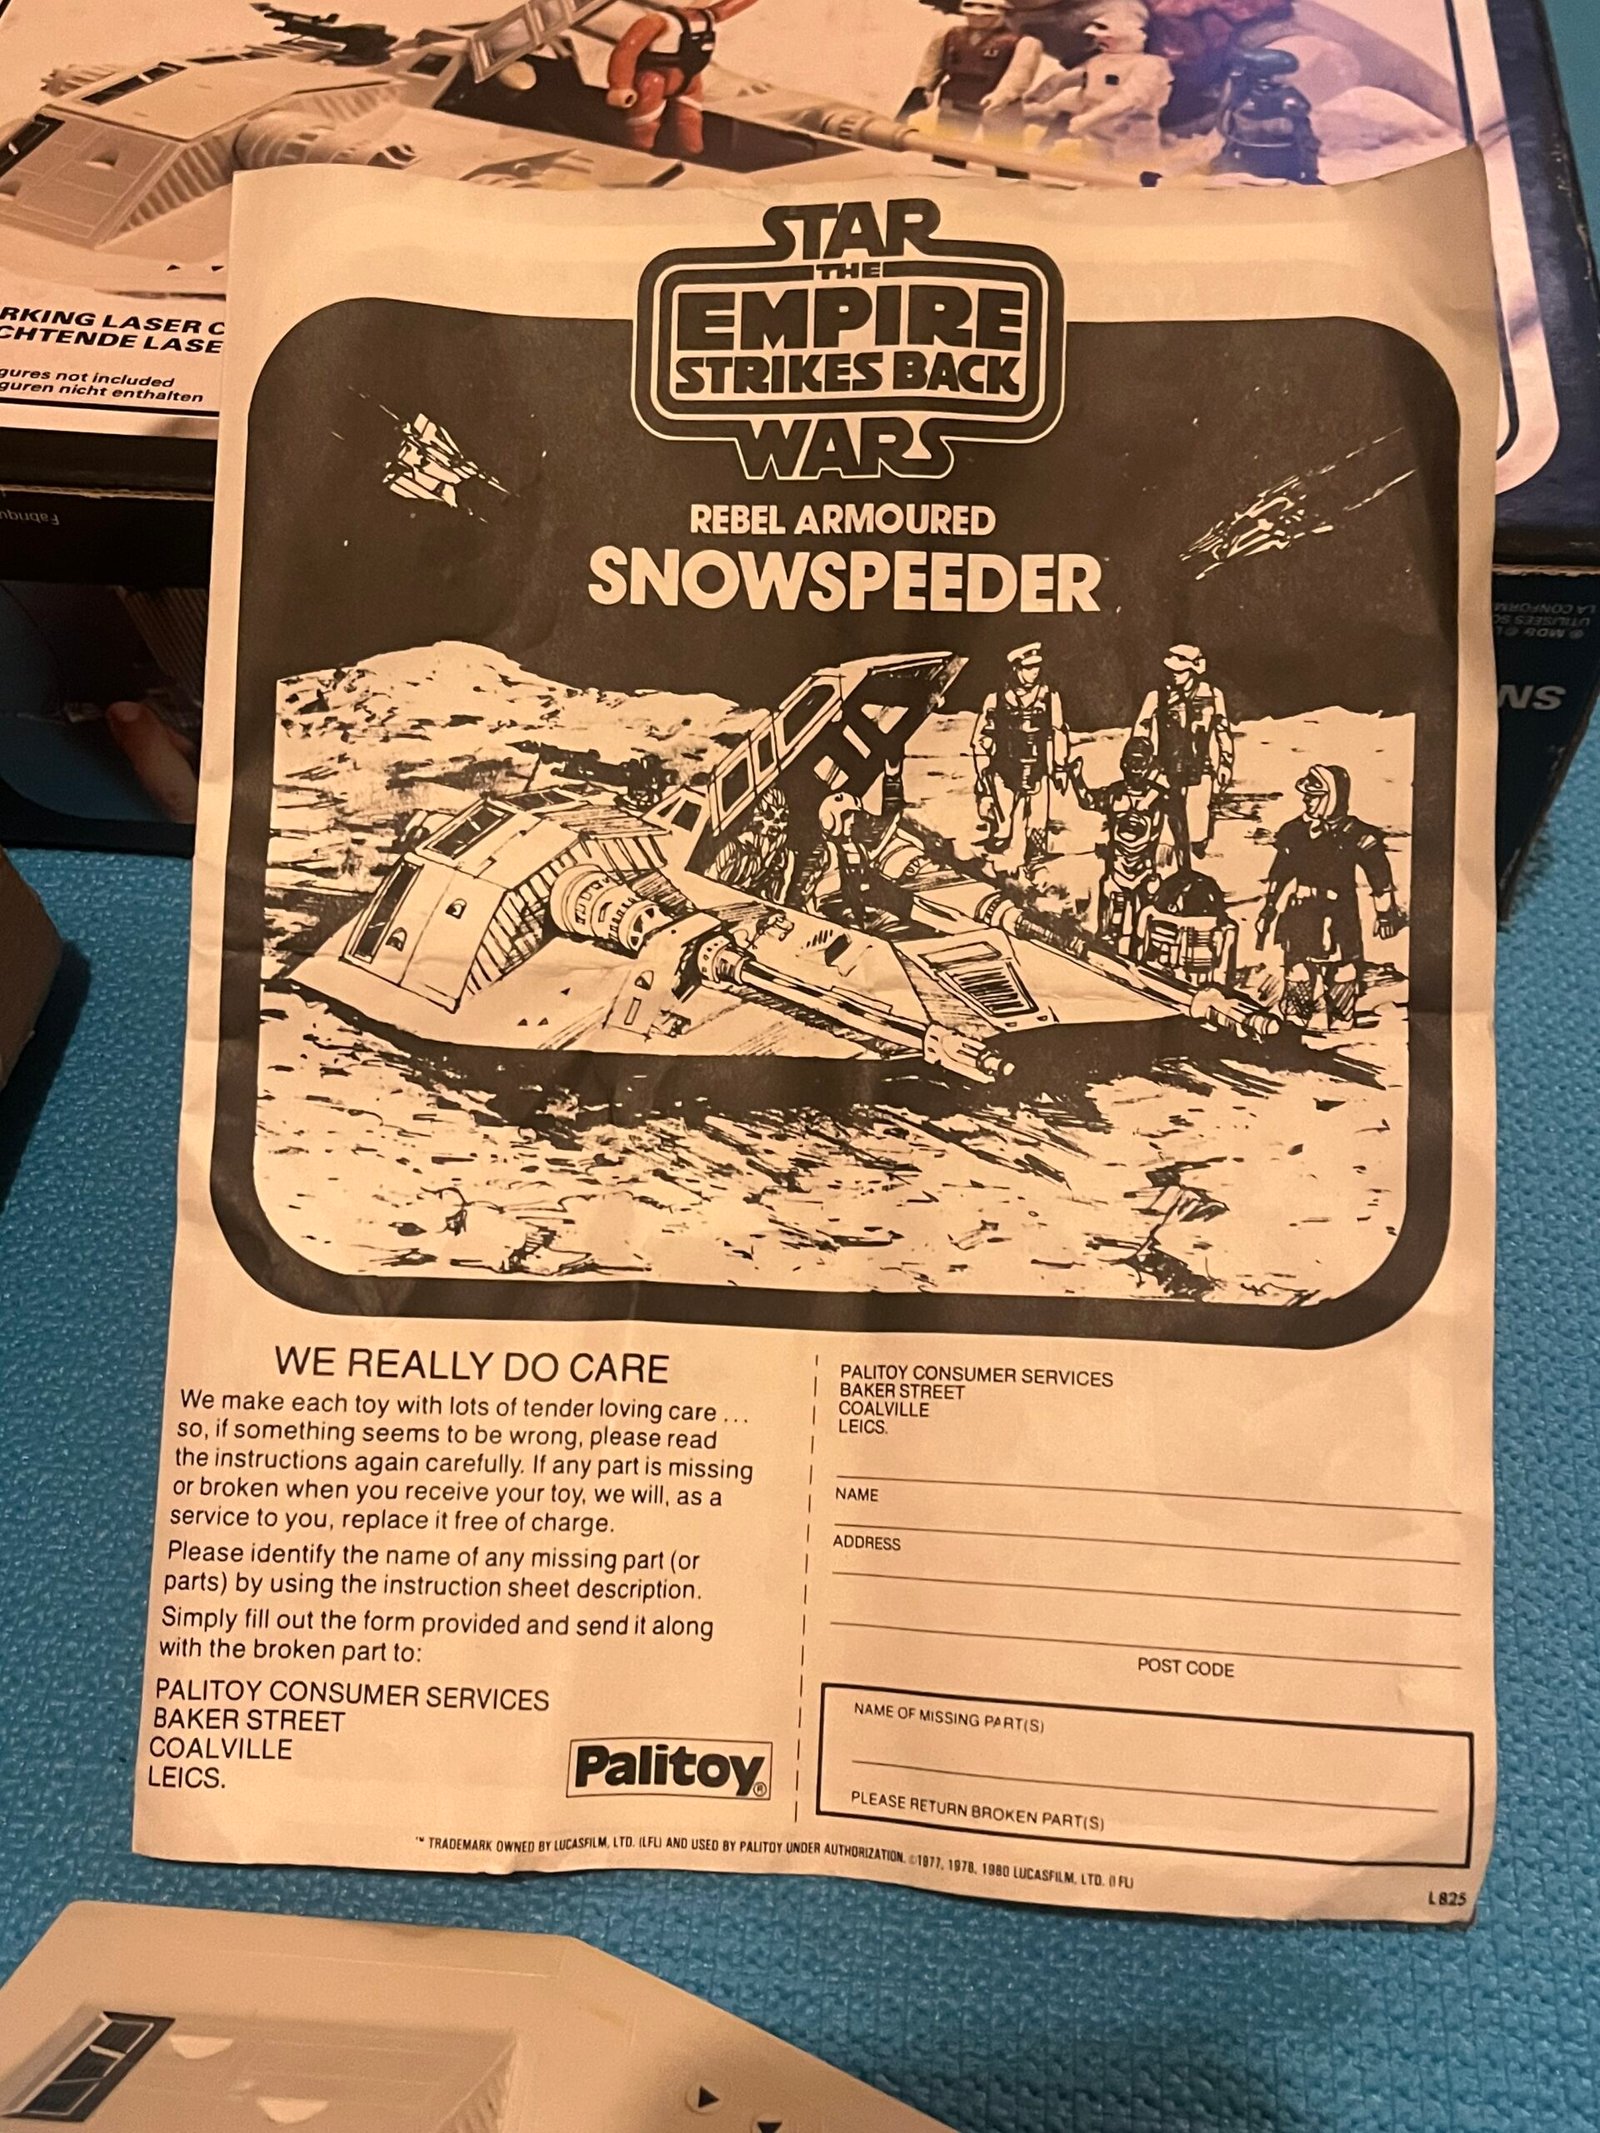 RKING LASER C
CHTENDE LASE
gures not included
guren nicht enthalten
STAR
THE
EMPIRE
STRIKES BACK
WARS
REBEL ARMOURED
SNOWSPEEDER
WE REALLY DO CARE
We make each toy with lots of tender loving care ...
so, if something seems to be wrong, please read
the instructions again carefully. If any part is missing
or broken when you receive your toy, we will, as a
service to you, replace it free of charge.
Please identify the name of any missing part (or
parts) by using the instruction sheet description.
Simply fill out the form provided and send it along
with the broken part to:
PALITOY CONSUMER SERVICES
BAKER STREET
COALVILLE
LEICS.
Palitoy®
PALITOY CONSUMER SERVICES
BAKER STREET
COALVILLE
LEICS.
NAME
ADDRESS
POST CODE
NAME OF MISSING PART(S)
PLEASE RETURN BROKEN PART(S)
™ TRADEMARK OWNED BY LUCASFILM, LTD. (LFL) AND USED BY PALITOY UNDER AUTHORIZATION. ©1977, 1978, 1980 LUCASFILM, LTD. (LFL)
L825
Fabriqu
LA CONFORM
UTILISEES S
SN